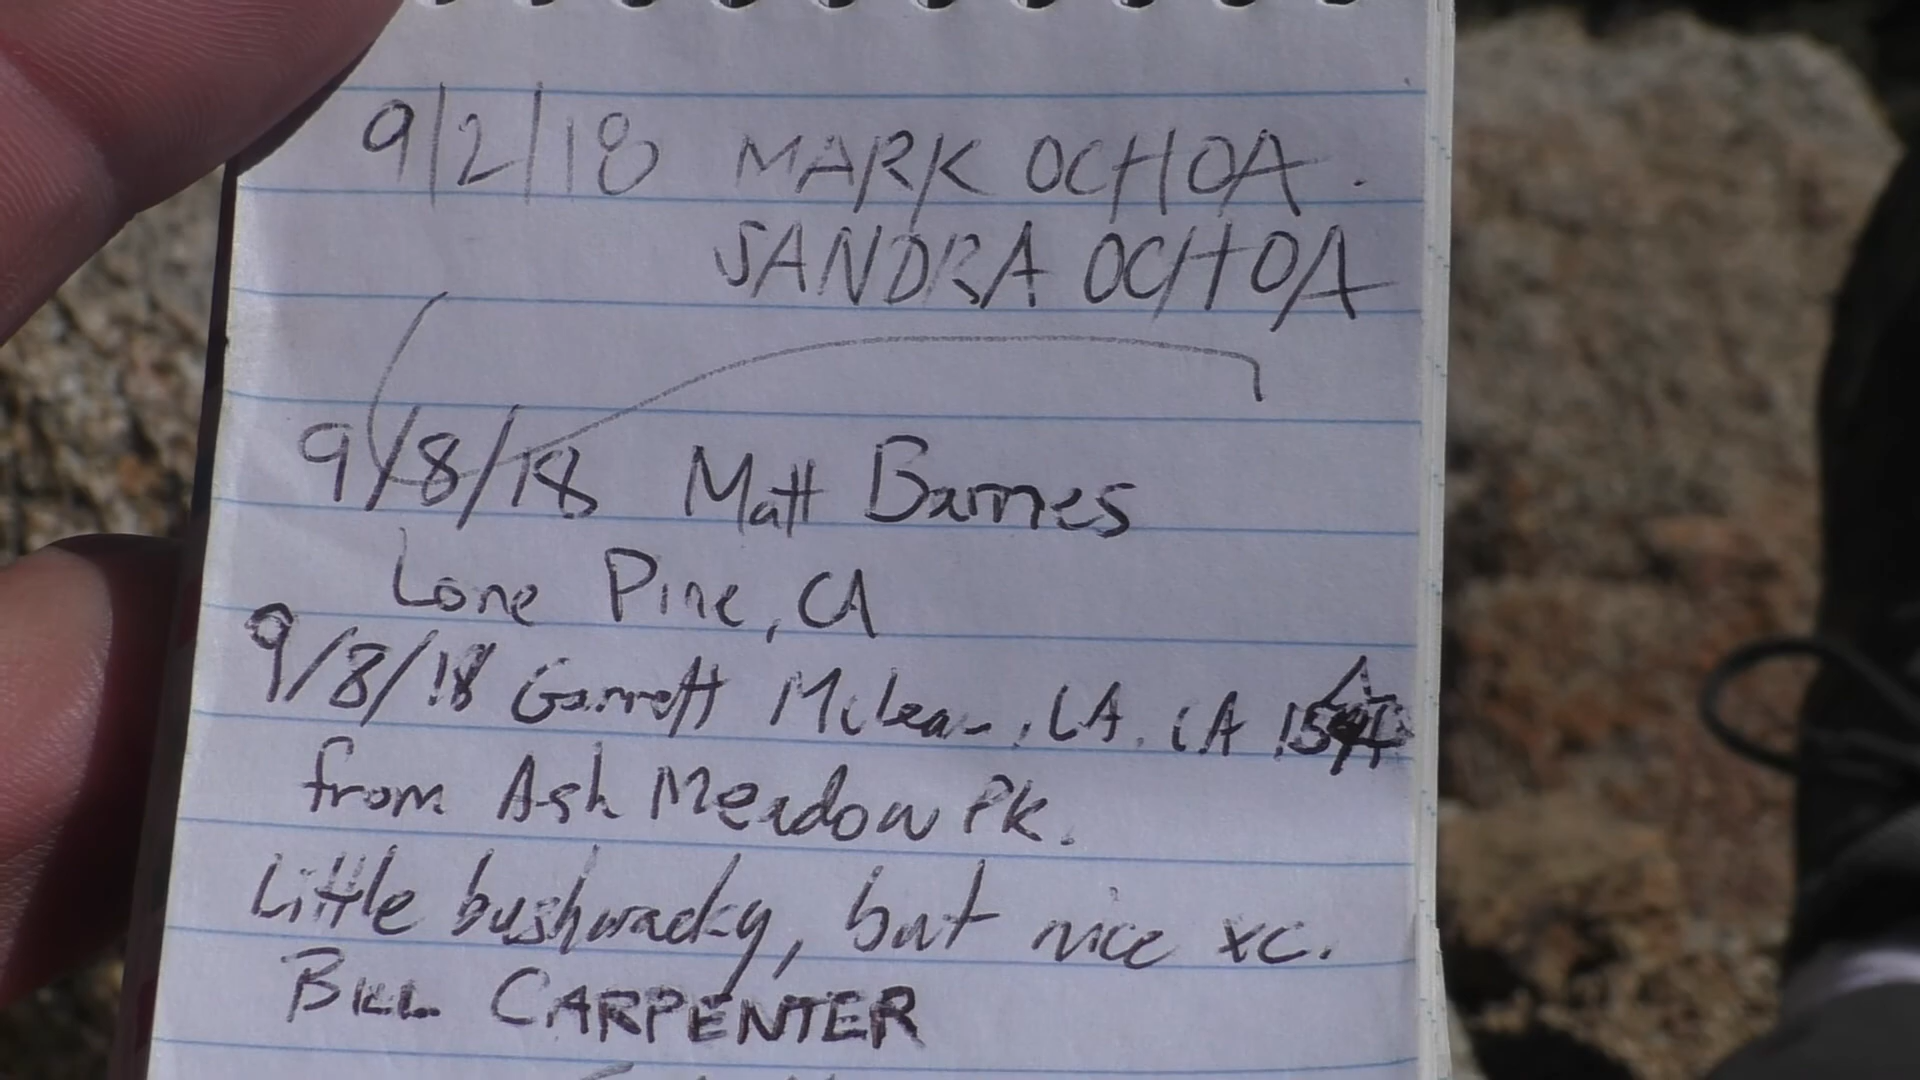 9/2/18 MARK OCHOA.
SANDRA OCHOA
9/8/18 Matt Barnes
Lone Pine, CA
9/8/18 Garrett McLean, LA. CA
from Ash Meadow Pk.
Little bushwacky, but nice xc.
BILL CARPENTER